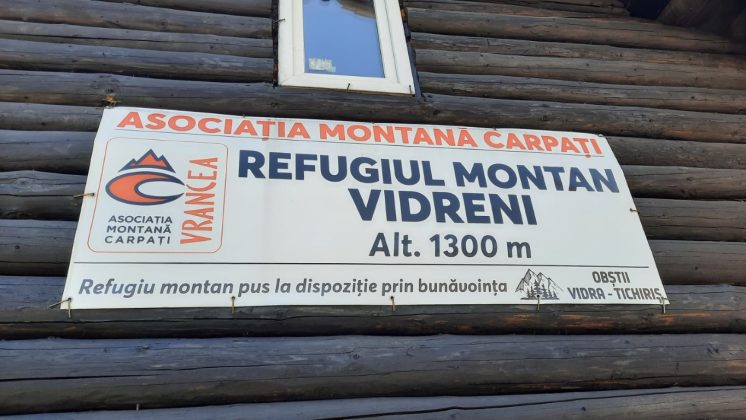 ASOCIAȚIA MONTANĂ CARPAȚI
ASOCIAȚIA
MONTANĂ
CARPAȚI
VRANCEA
REFUGIUL MONTAN
VIDRENI
Alt. 1300 m
Refugiu montan pus la dispoziție prin bunăvoința
OBȘTII
VIDRA - TICHIRIȘ